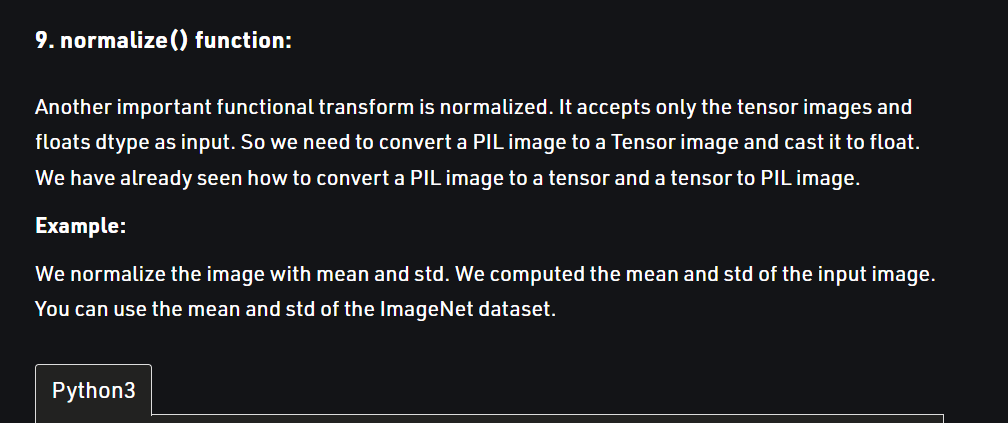 9. normalize() function:
Another important functional transform is normalized. It accepts only the tensor images and
floats dtype as input. So we need to convert a PIL image to a Tensor image and cast it to float.
We have already seen how to convert a PIL image to a tensor and a tensor to PIL image.
Example:
We normalize the image with mean and std. We computed the mean and std of the input image.
You can use the mean and std of the ImageNet dataset.
Python3